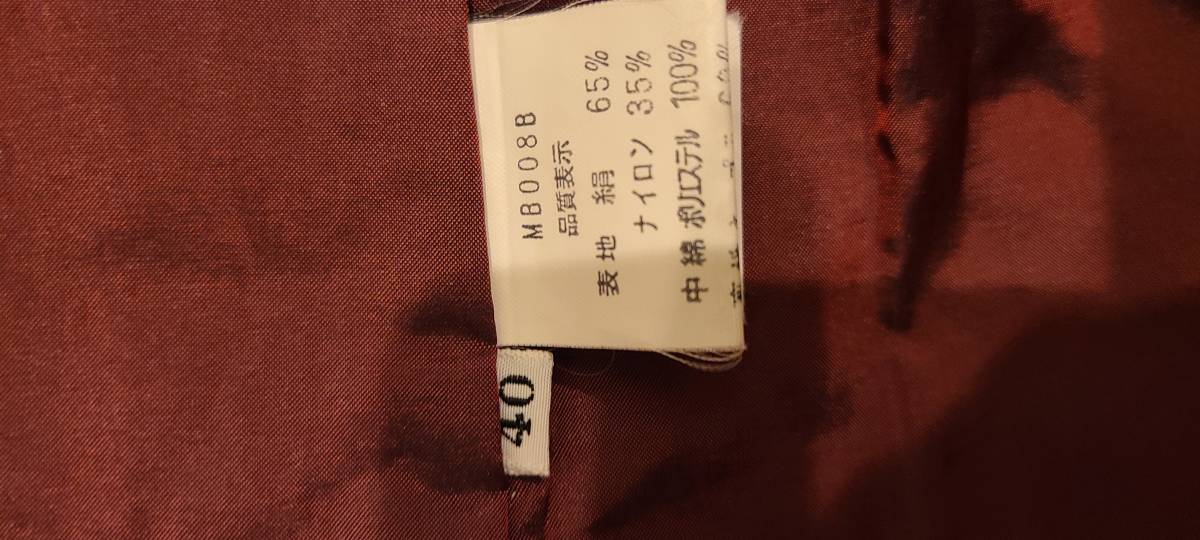 MB008B
品質表示
表地 絹 65%
ナイロン 35%
中綿 ポリエステル 100%
40